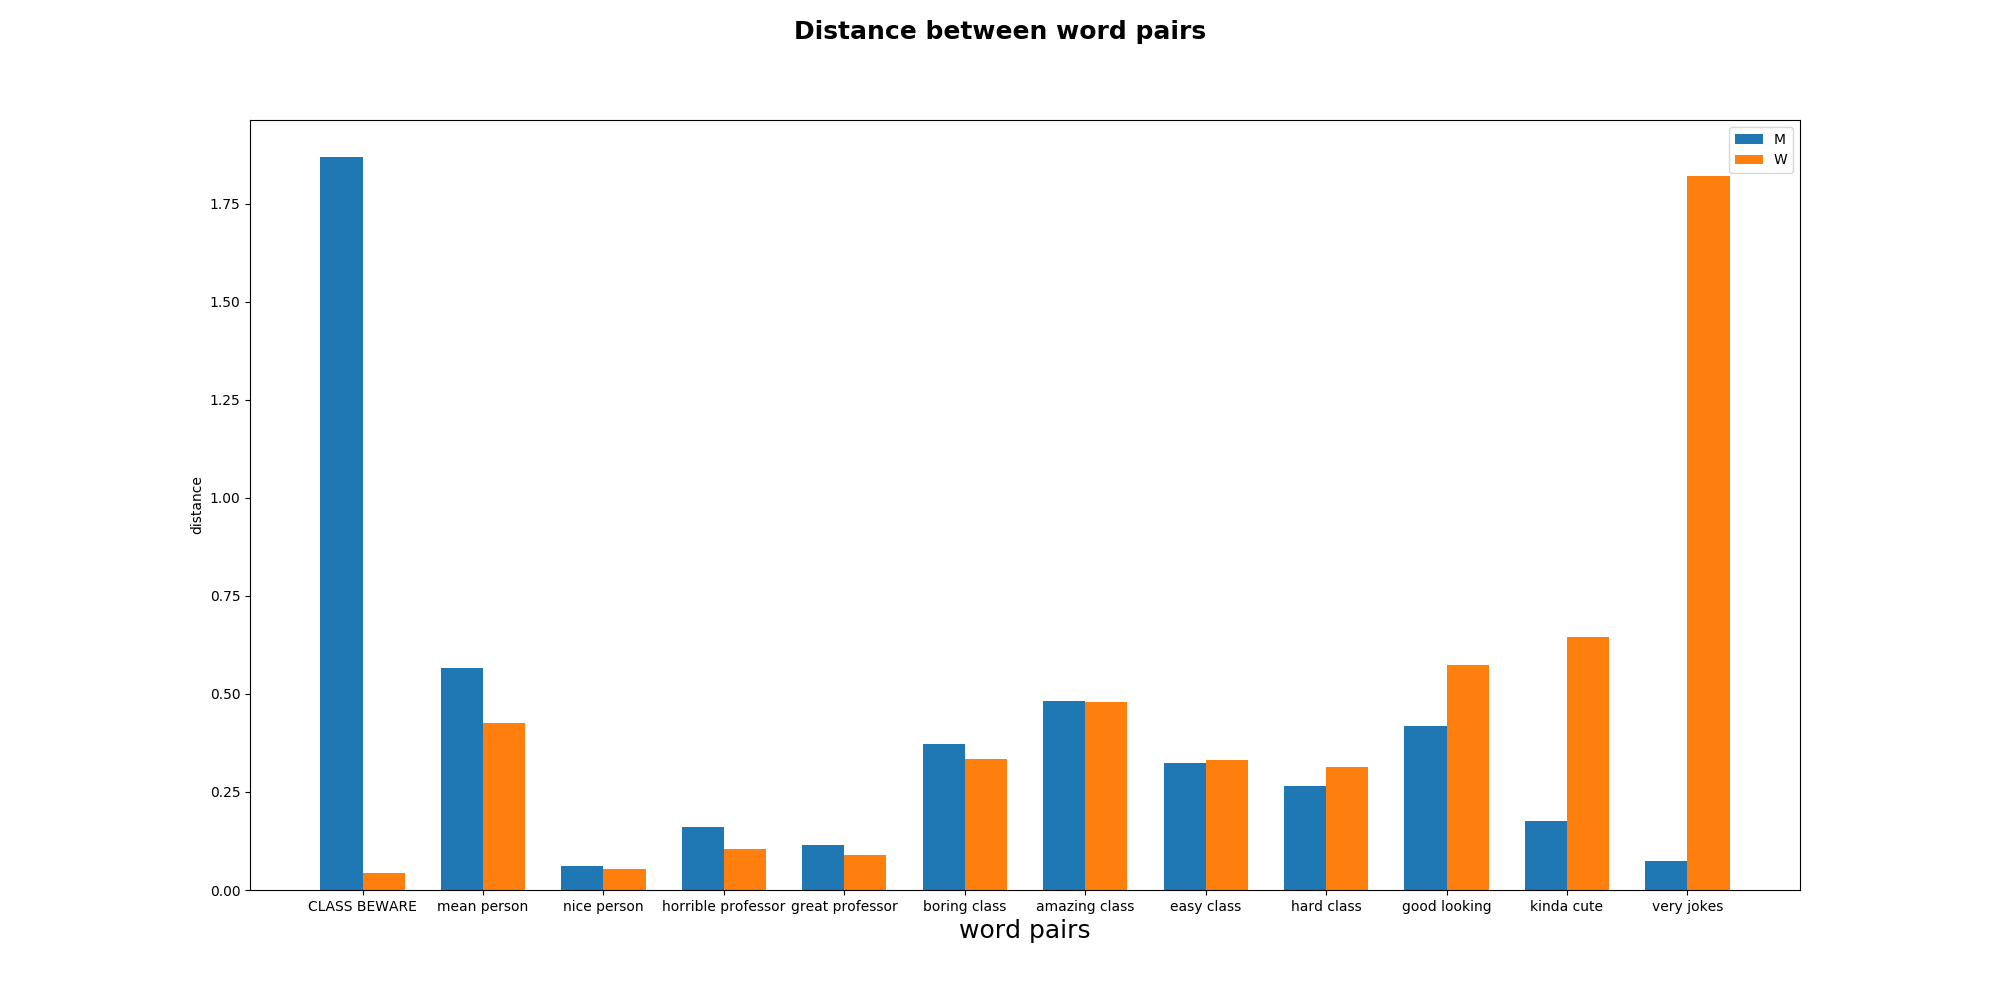 Distance between word pairs
M
W
1.75
1.50
1.25
1.00
0.75
0.50
0.25
0.00
distance
CLASS BEWARE mean person nice person horrible professor great professor boring class amazing class easy class hard class good looking kinda cute very jokes
word pairs